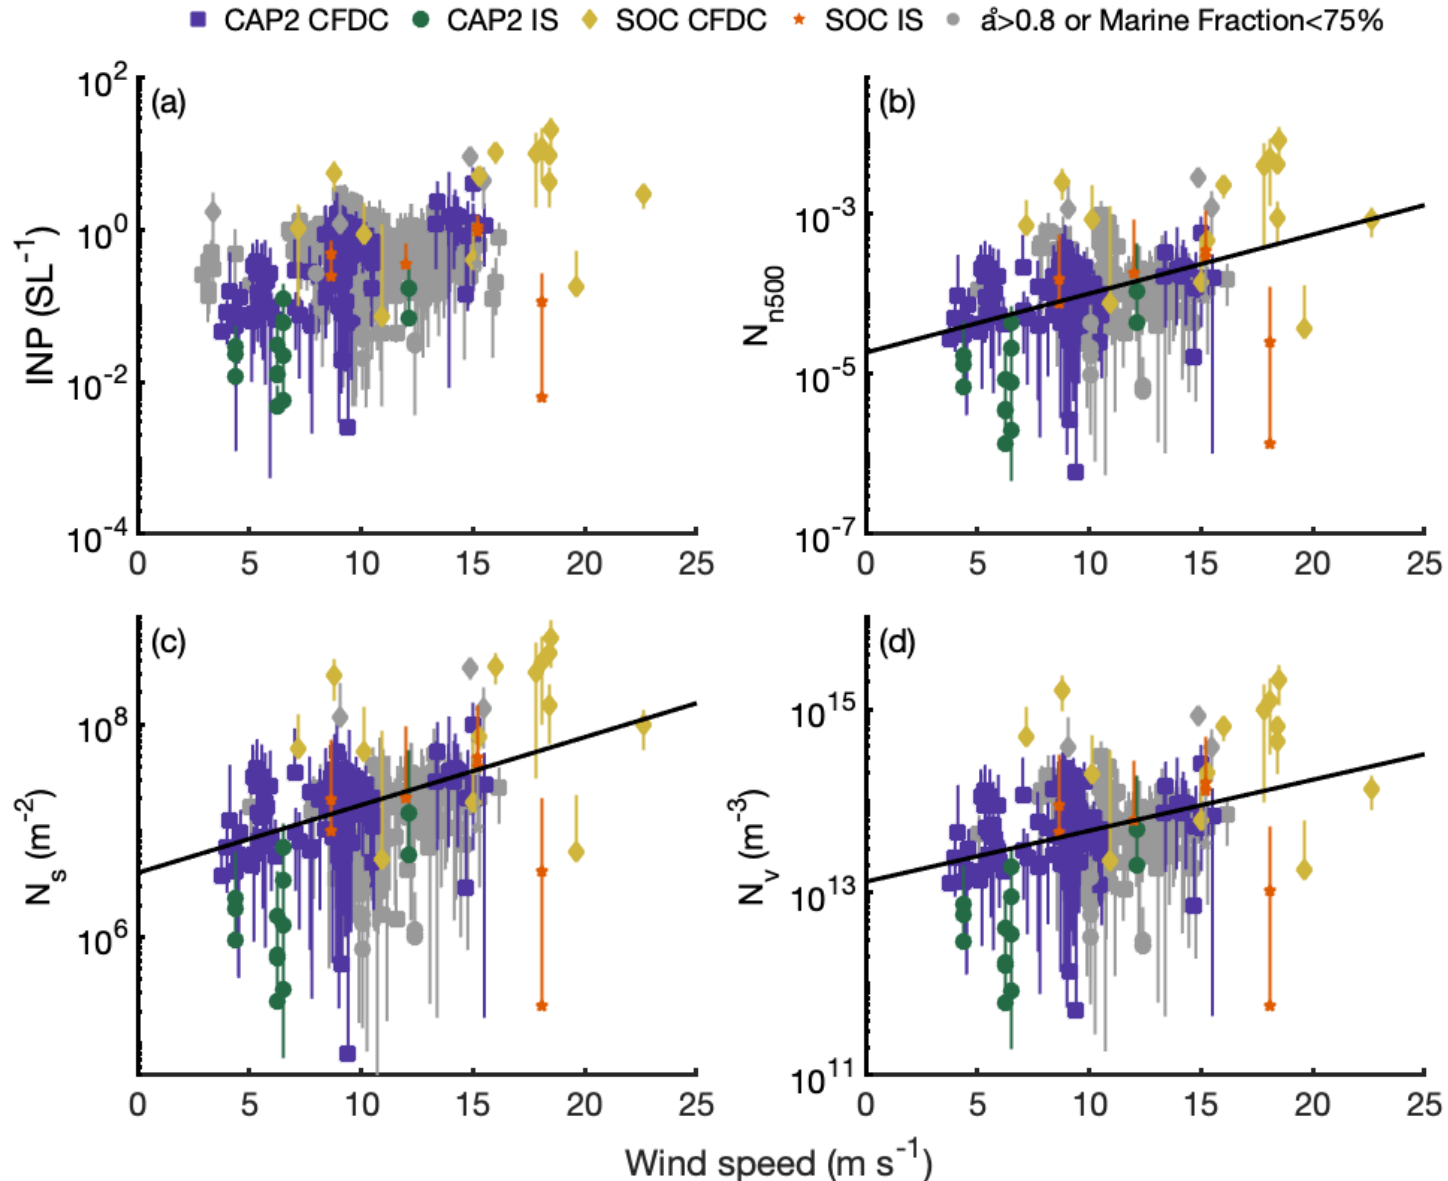 CAP2 CFDC CAP2 IS SOC CFDC SOC IS å>0.8 or Marine Fraction<75%
(a)
10^2
10^0
10^-2
10^-4
INP (SL^-1)
0 5 10 15 20 25
(b)
10^-3
10^-5
10^-7
N_n500
0 5 10 15 20 25
(c)
10^8
10^6
N_s (m^-2)
0 5 10 15 20 25
(d)
10^15
10^13
10^11
N_v (m^-3)
0 5 10 15 20 25
Wind speed (m s^-1)